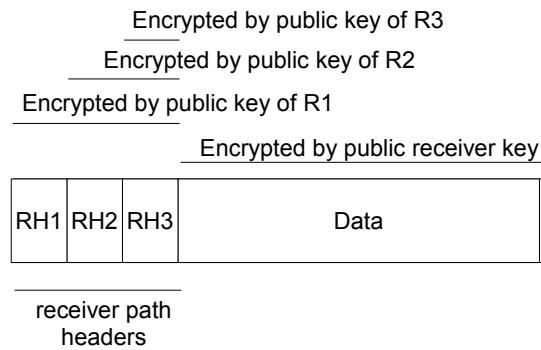 Encrypted by public key of R3
Encrypted by public key of R2
Encrypted by public key of R1
Encrypted by public receiver key
RH1 RH2 RH3 Data
receiver path
headers